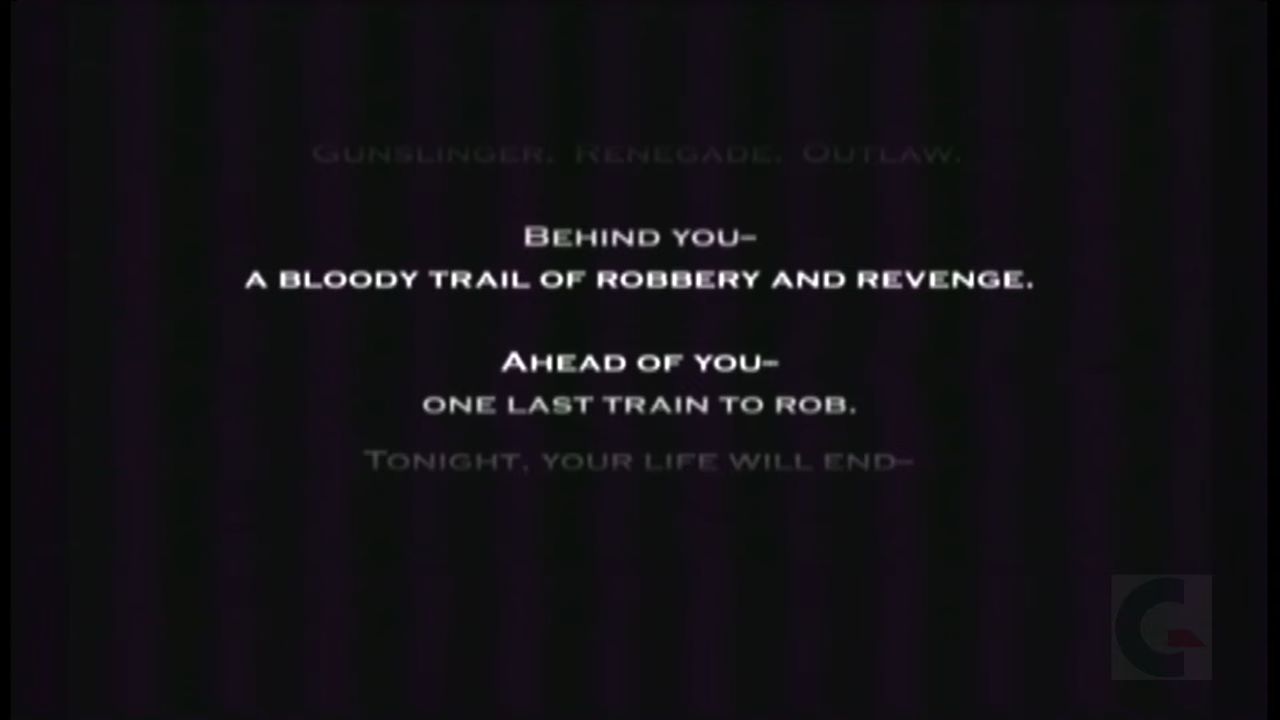 Gunslinger. Renegade. Outlaw.
Behind you–
a bloody trail of robbery and revenge.
Ahead of you–
one last train to rob.
Tonight, your life will end–